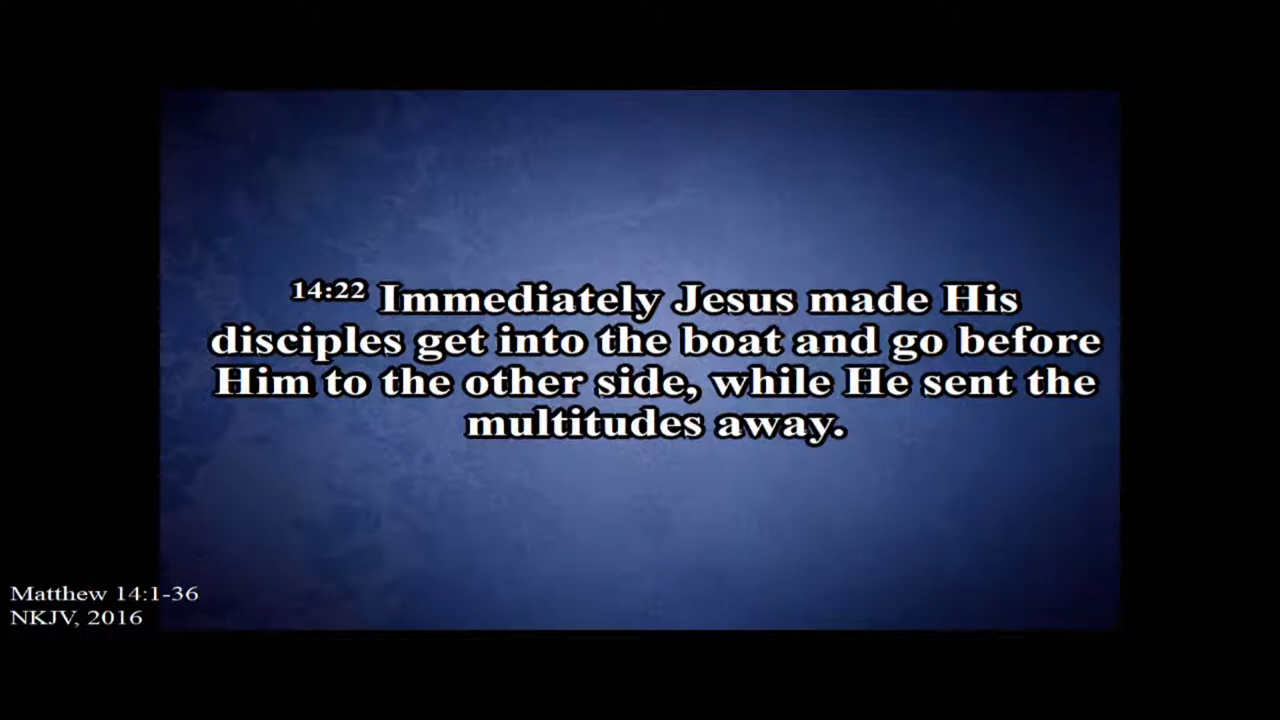 14:22 Immediately Jesus made His
disciples get into the boat and go before
Him to the other side, while He sent the
multitudes away.
Matthew 14:1-36
NKJV, 2016